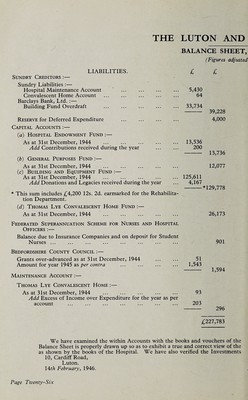 THE LUTON AND
BALANCE SHEET,
(Figures adjusted
LIABILITIES. £ £
SUNDRY CREDITORS :—
Sundry Liabilities :—
Hospital Maintenance Account 5,430
Convalescent Home Account ... 64
Barclays Bank, Ltd. :—
Building Fund Overdraft 33,734
39,228
RESERVE for Deferred Expenditure 4,000
CAPITAL ACCOUNTS :—
(a) HOSPITAL ENDOWMENT FUND :—
As at 31st December, 1944 13,536
Add Contributions received during the year 200
13,736
(b) GENERAL PURPOSES FUND :—
As at 31st December, 1944 12,077
(c) BUILDING AND EQUIPMENT FUND :—
As at 31st December, 1944 125,611
Add Donations and Legacies received during the year 4,167
*129,778
* This sum includes £4,200 12s. 2d. earmarked for the Rehabilita-
tion Department.
(d) THOMAS LYE CONVALESCENT HOME FUND :—
As at 31st December, 1944 26,173
FEDERATED SUPERANNUATION SCHEME FOR NURSES AND HOSPITAL
OFFICERS :—
Balance due to Insurance Companies and on deposit for Student
Nurses 901
BEDFORDSHIRE COUNTY COUNCIL :—
Grants over-advanced as at 31st December, 1944 51
Amount for year 1945 as per contra 1,543
1,594
MAINTENANCE ACCOUNT :—
THOMAS LYE CONVALESCENT HOME :—
As at 31st December, 1944 93
Add Excess of Income over Expenditure for the year as per
account 203
296
£227,783
We have examined the within Accounts with the books and vouchers of the
Balance Sheet is properly drawn up so as to exhibit a true and correct view of the
as shown by the books of the Hospital. We have also verified the Investments
10, Cardiff Road,
Luton.
14th February, 1946.
Page Twenty-Six